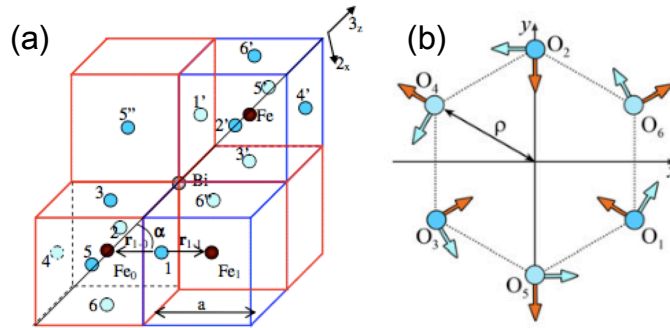 (a)
3z
2x
6'
5'
Fe
4'
1'
2'
5''
3'
Bi
3
6''
2
α
r1-0
r1-1
4
5
Fe0
1
Fe1
6
a
(b)
y
O2
O4
O6
ρ
O3
O1
O5